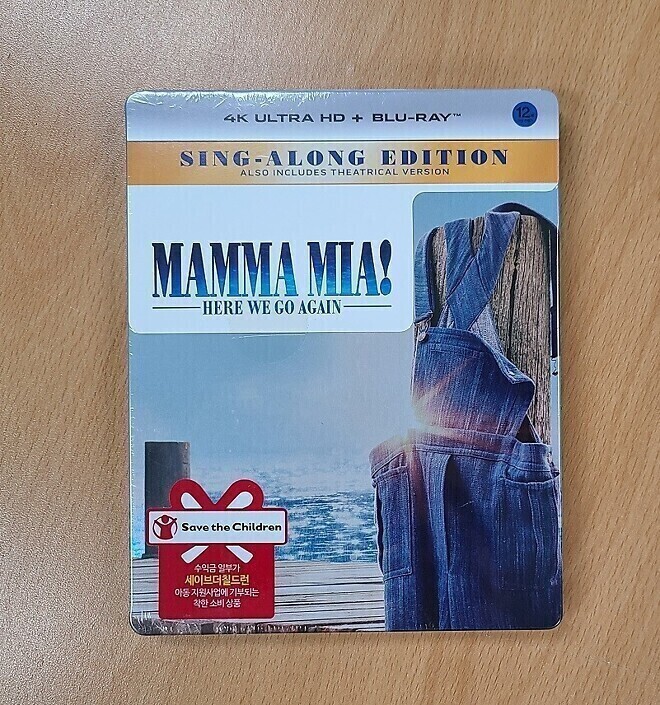 4K ULTRA HD + BLU-RAY™
12
SING-ALONG EDITION
ALSO INCLUDES THEATRICAL VERSION
MAMMA MIA!
HERE WE GO AGAIN
Save the Children
수익금 일부가
세이브더칠드런
아동 지원사업에 기부되는
착한 소비 상품